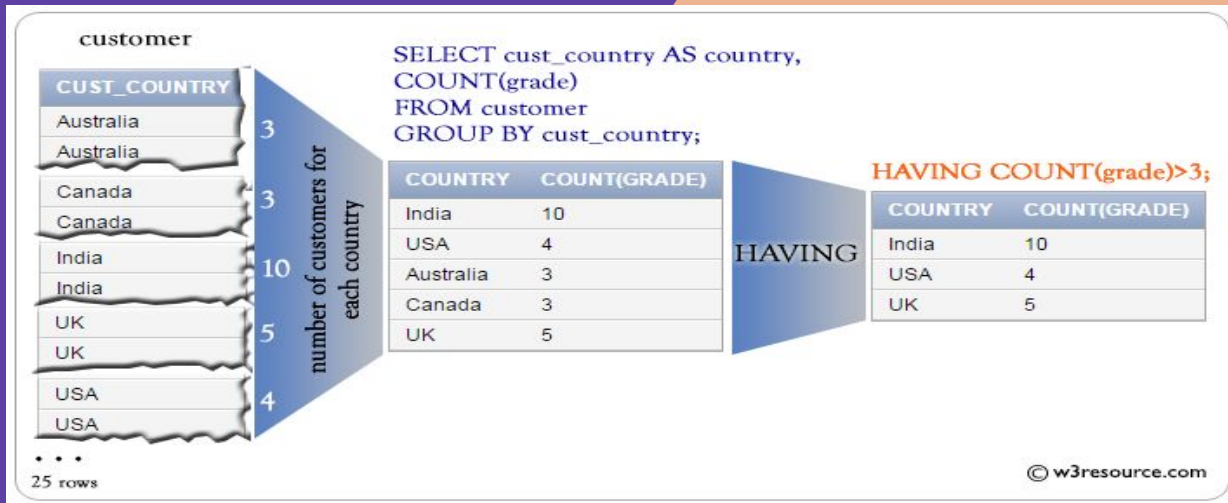 customer
CUST_COUNTRY
Australia
Australia
Canada
Canada
India
India
UK
UK
USA
USA
...
25 rows
3
3
10
5
4
number of customers for
each country
SELECT cust_country AS country,
COUNT(grade)
FROM customer
GROUP BY cust_country;
COUNTRY COUNT(GRADE)
India 10
USA 4
Australia 3
Canada 3
UK 5
HAVING
HAVING COUNT(grade)>3;
COUNTRY COUNT(GRADE)
India 10
USA 4
UK 5
© w3resource.com